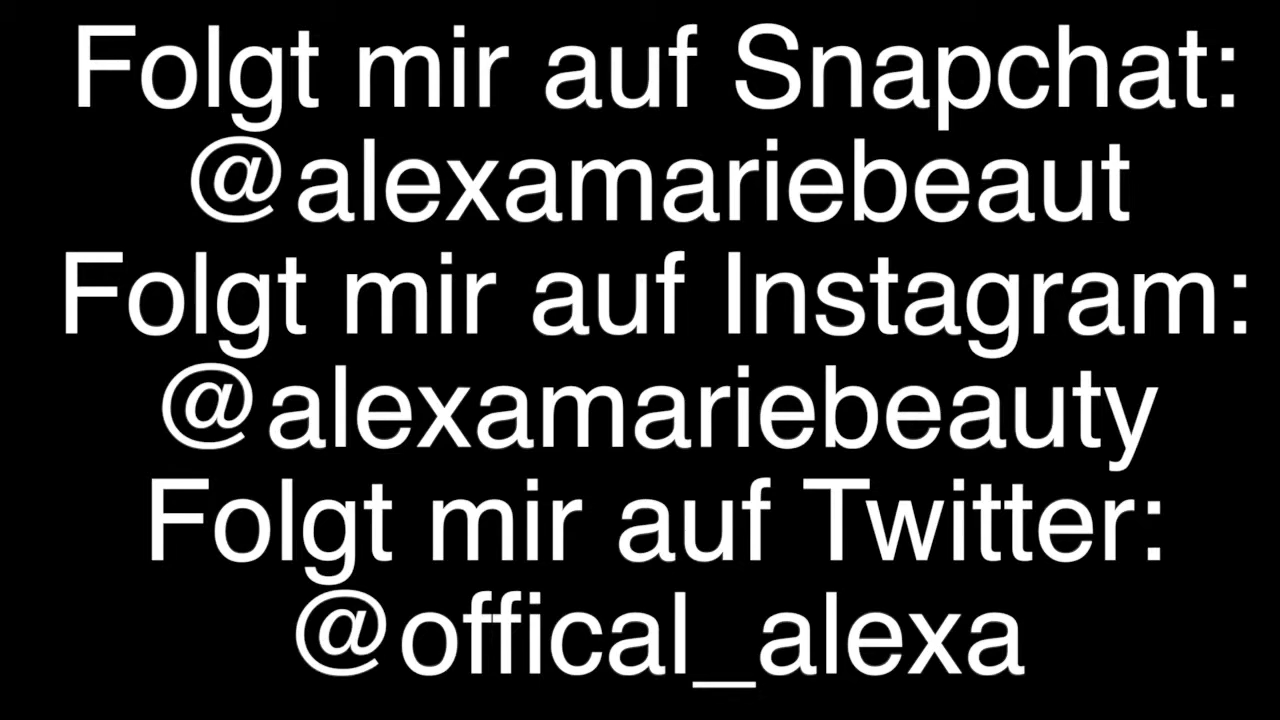 Folgt mir auf Snapchat:
@alexamariebeaut
Folgt mir auf Instagram:
@alexamariebeauty
Folgt mir auf Twitter:
@offical_alexa